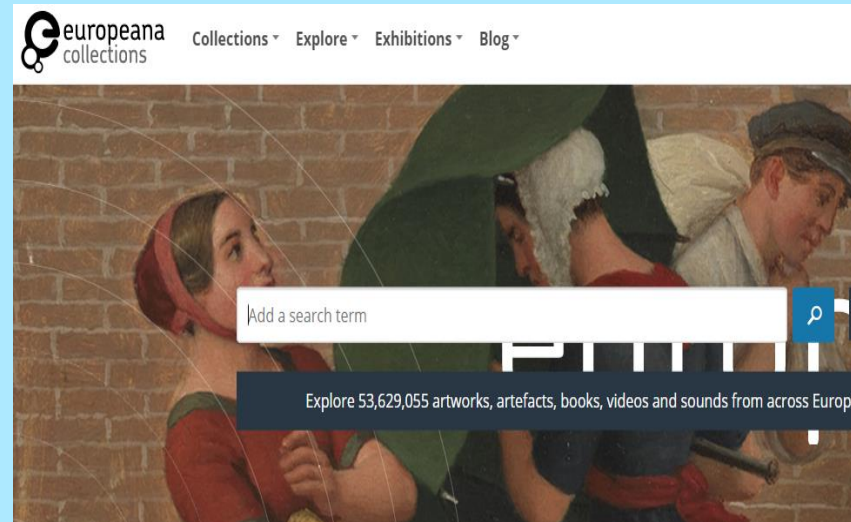 europeana
collections
Collections Explore Exhibitions Blog
Add a search term
Explore 53,629,055 artworks, artefacts, books, videos and sounds from across Europ